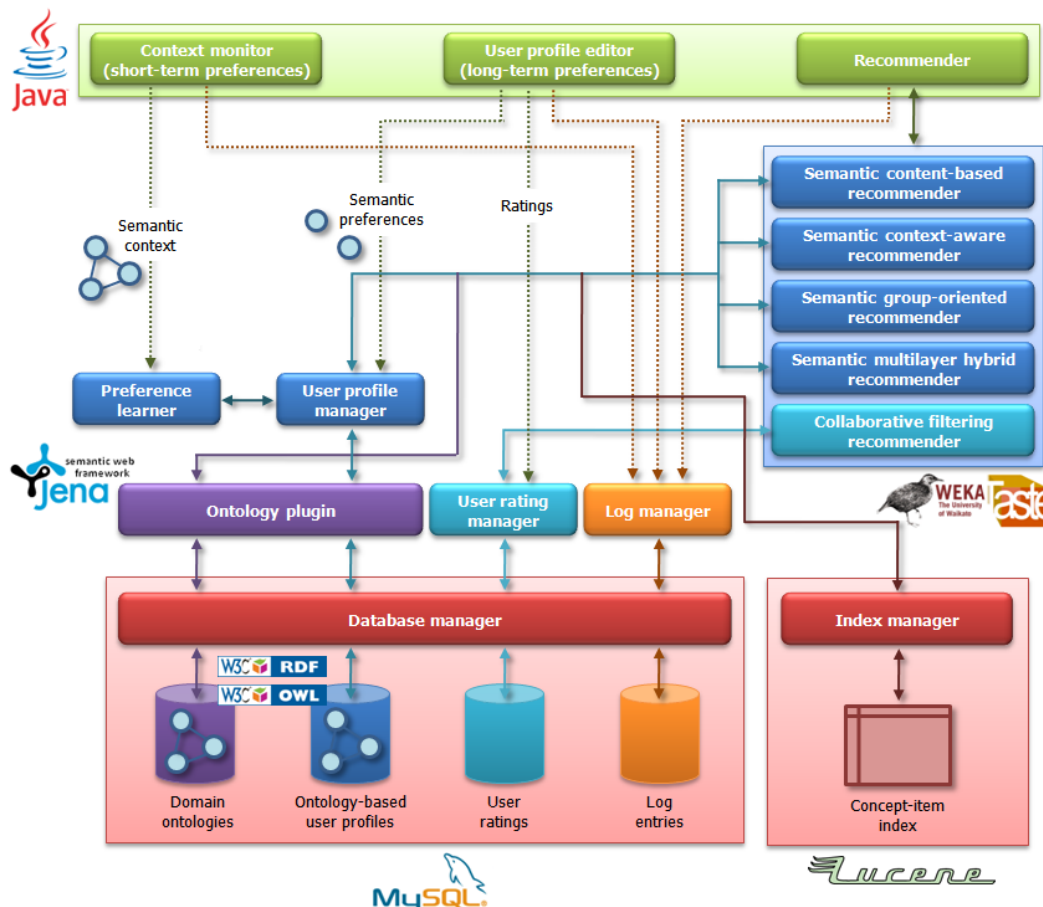 Java
Context monitor
(short-term preferences)
User profile editor
(long-term preferences)
Recommender
Semantic content-based
recommender
Semantic context-aware
recommender
Semantic group-oriented
recommender
Semantic multilayer hybrid
recommender
Collaborative filtering
recommender
Semantic
context
Semantic
preferences
Ratings
Preference
learner
User profile
manager
semantic web
framework
Jena
Ontology plugin
User rating
manager
Log manager
WEKA
The University
of Waikato
Taste
Database manager
Index manager
W3C RDF
W3C OWL
Domain
ontologies
Ontology-based
user profiles
User
ratings
Log
entries
Concept-item
index
MySQL®
Lucene